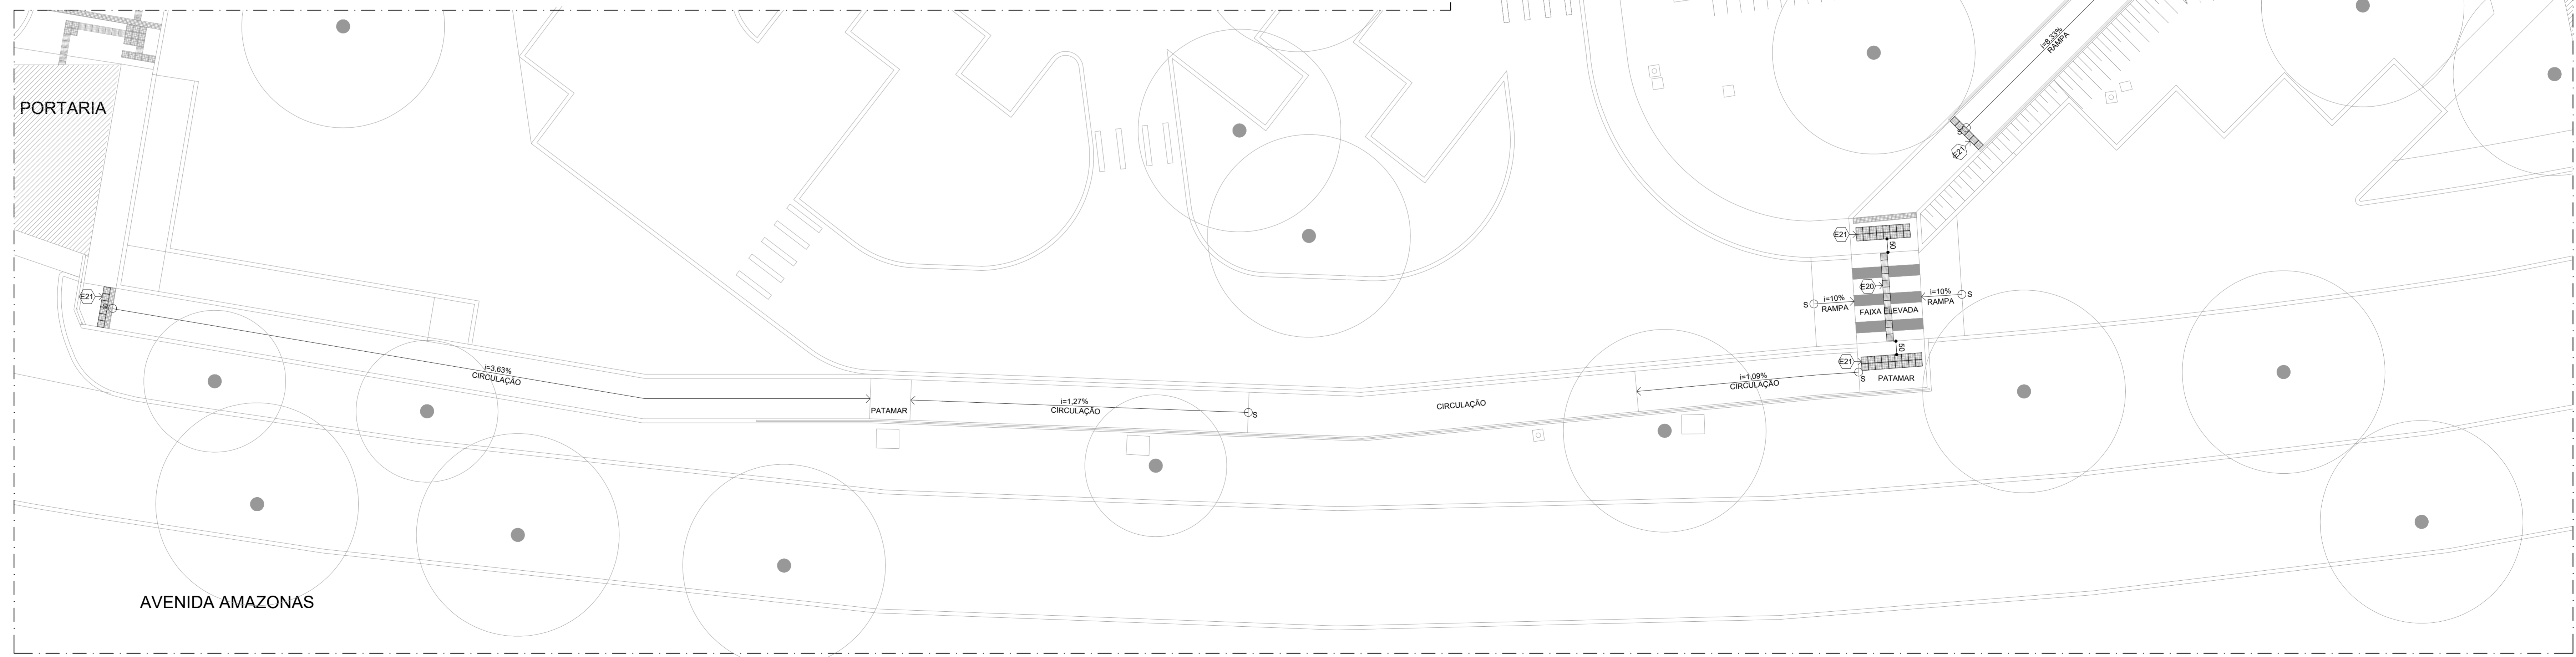 i=8,33%
RAMPA
PORTARIA
S
E21
E21
50
E21
S
E20
i=10%
RAMPA
S
i=10%
RAMPA
S
FAIXA ELEVADA
50
E21
i=3,63%
CIRCULAÇÃO
PATAMAR
i=1,27%
CIRCULAÇÃO
S
CIRCULAÇÃO
i=1,09%
CIRCULAÇÃO
S
PATAMAR
AVENIDA AMAZONAS